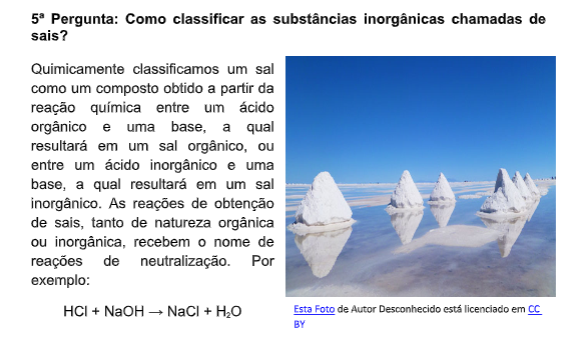 5ª Pergunta: Como classificar as substâncias inorgânicas chamadas de
sais?
Quimicamente classificamos um sal
como um composto obtido a partir da
reação química entre um ácido
orgânico e uma base, a qual
resultará em um sal orgânico, ou
entre um ácido inorgânico e uma
base, a qual resultará em um sal
inorgânico. As reações de obtenção
de sais, tanto de natureza orgânica
ou inorgânica, recebem o nome de
reações de neutralização. Por
exemplo:
HCl + NaOH → NaCl + H₂O
Esta Foto de Autor Desconhecido está licenciado em CC
BY